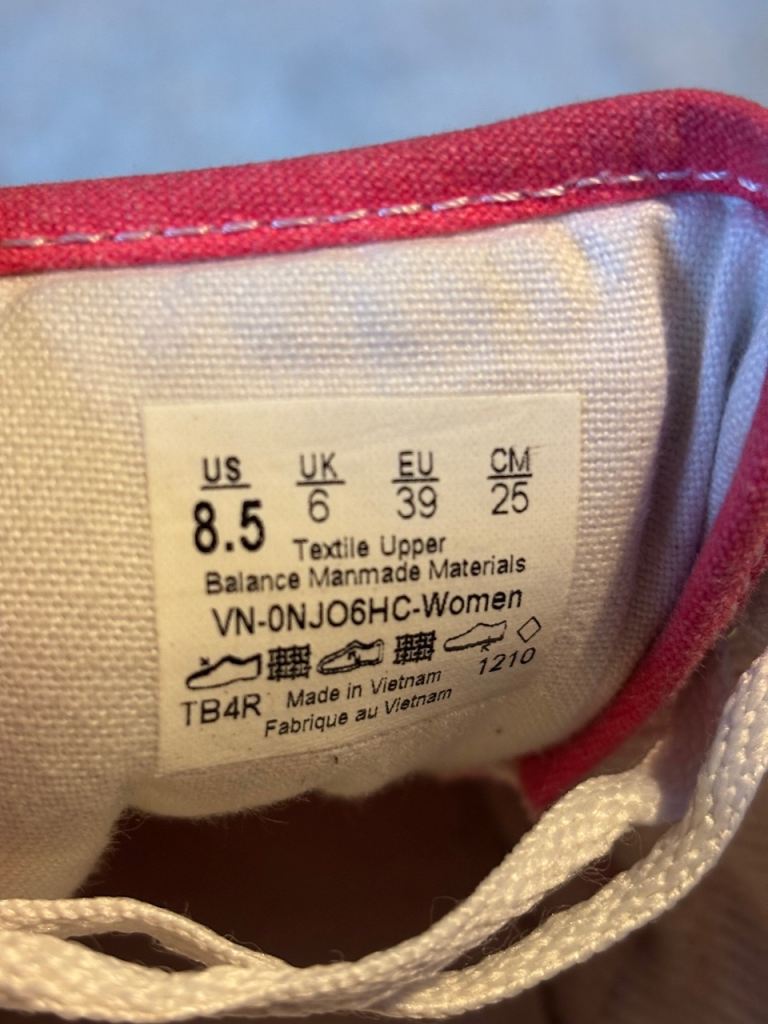 US UK EU CM
8.5 6 39 25
Textile Upper
Balance Manmade Materials
VN-0NJO6HC-Women
1210
TB4R Made in Vietnam
Fabrique au Vietnam